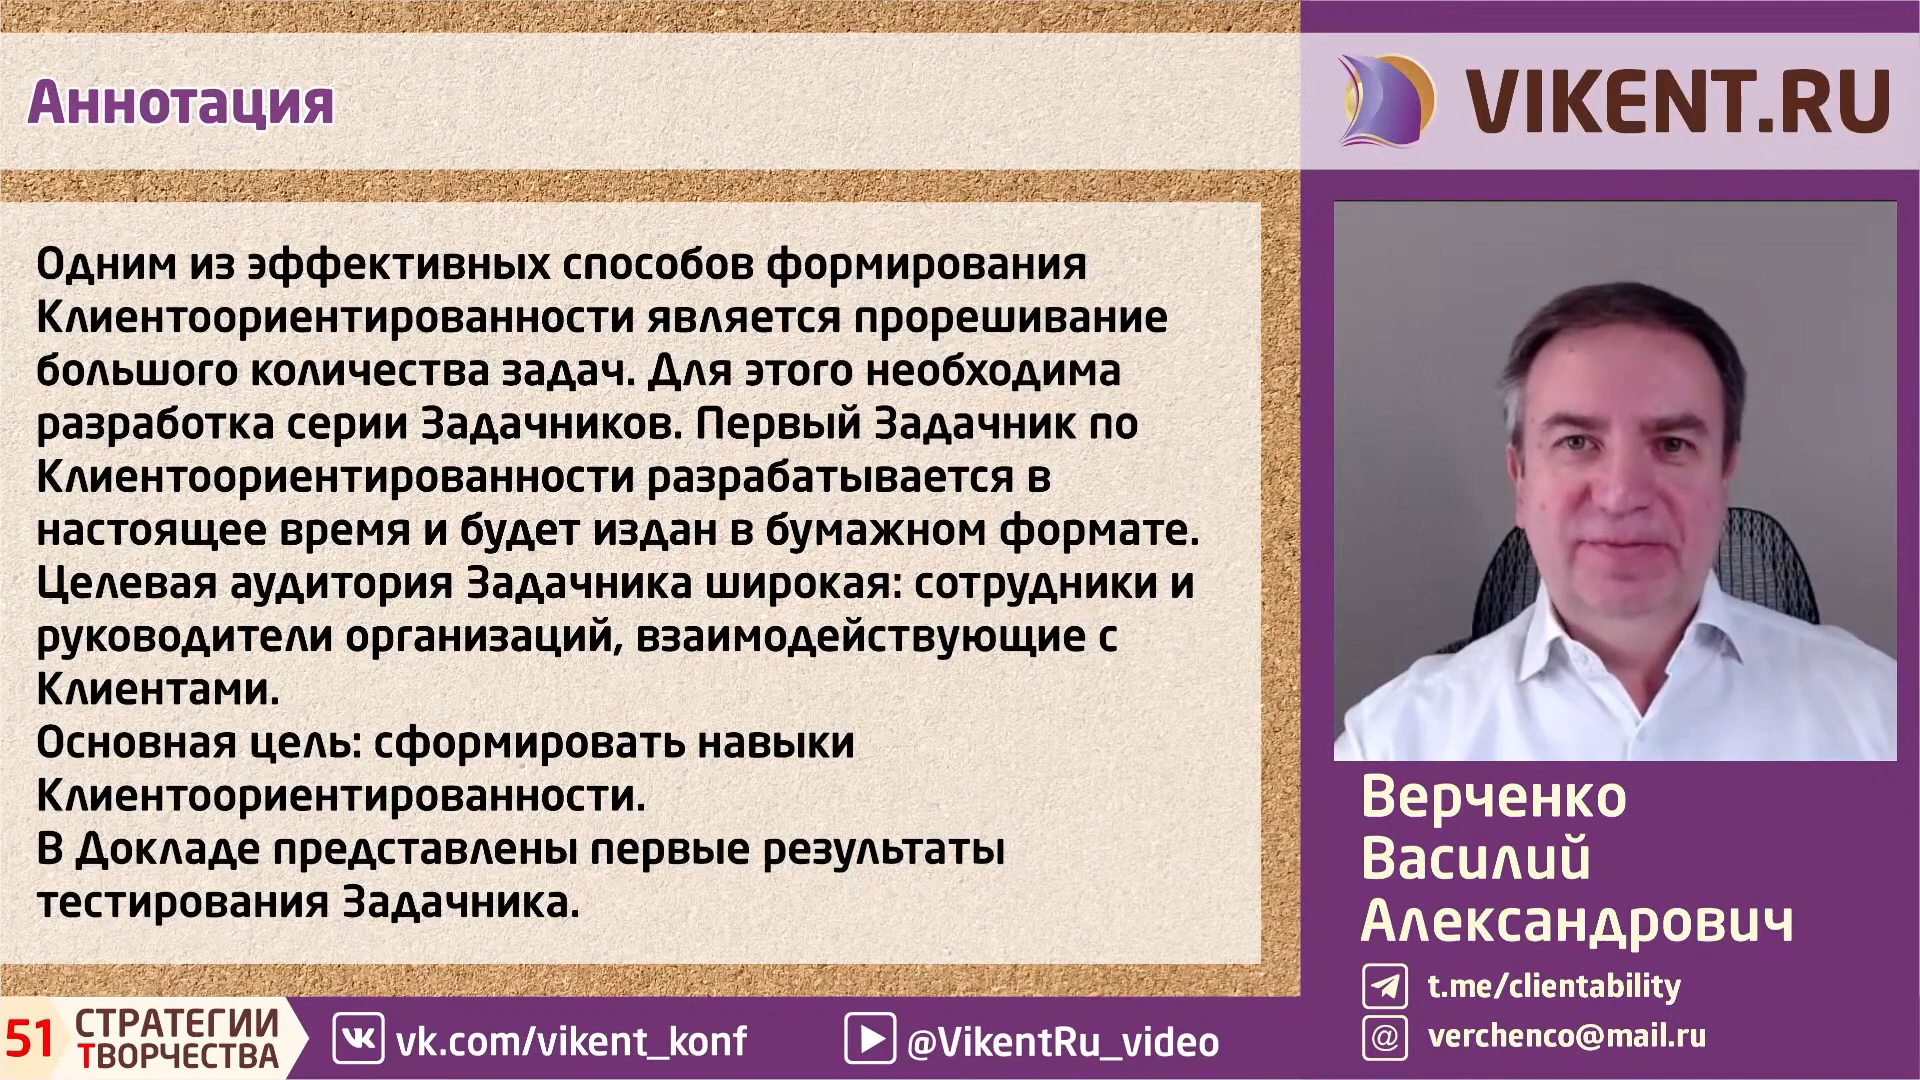 Аннотация
VIKENT.RU
Одним из эффективных способов формирования
Клиентоориентированности является прорешивание
большого количества задач. Для этого необходима
разработка серии Задачников. Первый Задачник по
Клиентоориентированности разрабатывается в
настоящее время и будет издан в бумажном формате.
Целевая аудитория Задачника широкая: сотрудники и
руководители организаций, взаимодействующие с
Клиентами.
Основная цель: сформировать навыки
Клиентоориентированности.
В Докладе представлены первые результаты
тестирования Задачника.
Верченко
Василий
Александрович
t.me/clientability
@ verchenco@mail.ru
51 СТРАТЕГИИ
ТВОРЧЕСТВА
vk.com/vikent_konf
@VikentRu_video